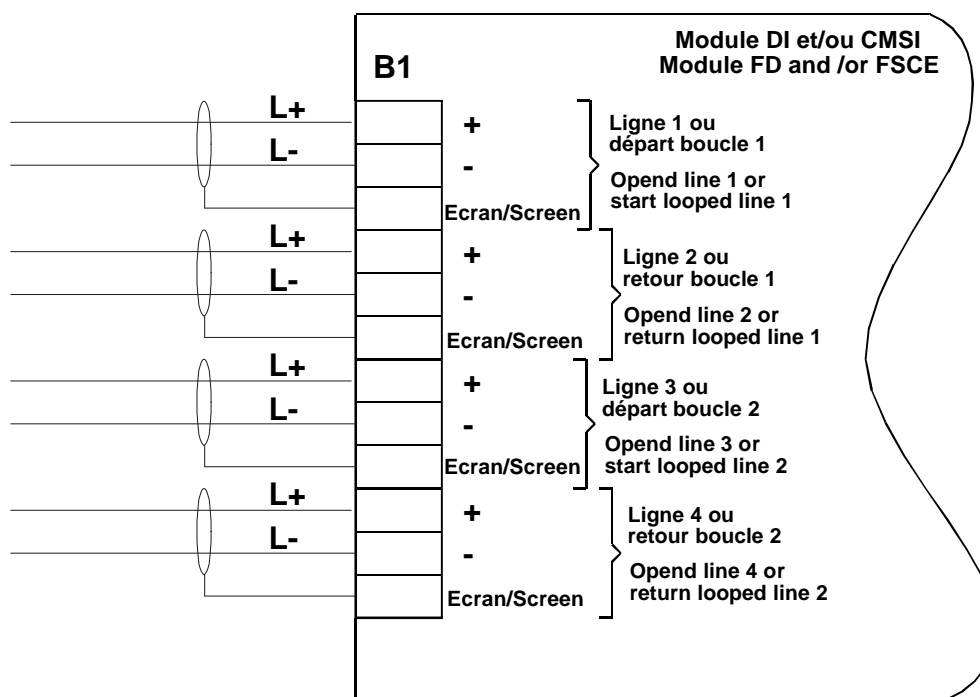 Module DI et/ou CMSI
Module FD and /or FSCE
B1
L+
+
L-
-
Ecran/Screen
Ligne 1 ou
départ boucle 1
Opend line 1 or
start looped line 1
L+
+
L-
-
Ecran/Screen
Ligne 2 ou
retour boucle 1
Opend line 2 or
return looped line 1
L+
+
L-
-
Ecran/Screen
Ligne 3 ou
départ boucle 2
Opend line 3 or
start looped line 2
L+
+
L-
-
Ecran/Screen
Ligne 4 ou
retour boucle 2
Opend line 4 or
return looped line 2